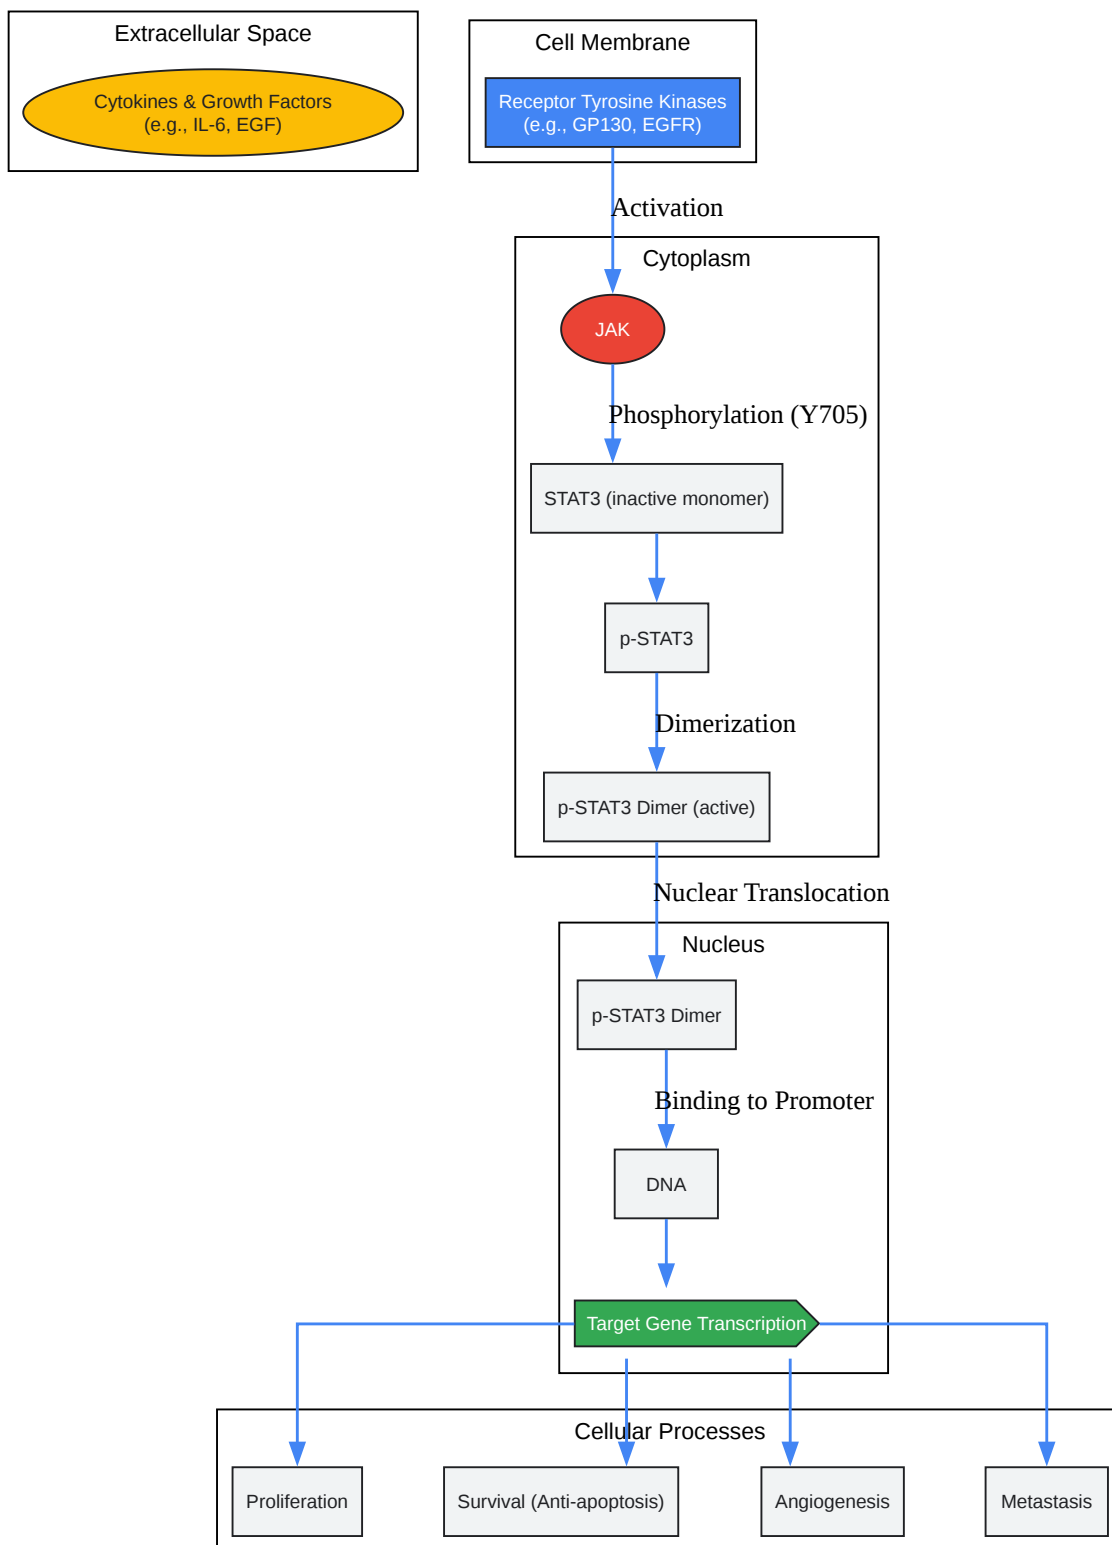 Extracellular Space
Cytokines & Growth Factors
(e.g., IL-6, EGF)
Cell Membrane
Receptor Tyrosine Kinases
(e.g., GP130, EGFR)
Activation
Cytoplasm
JAK
Phosphorylation (Y705)
STAT3 (inactive monomer)
p-STAT3
Dimerization
p-STAT3 Dimer (active)
Nuclear Translocation
Nucleus
p-STAT3 Dimer
Binding to Promoter
DNA
Target Gene Transcription
Cellular Processes
Proliferation
Survival (Anti-apoptosis)
Angiogenesis
Metastasis